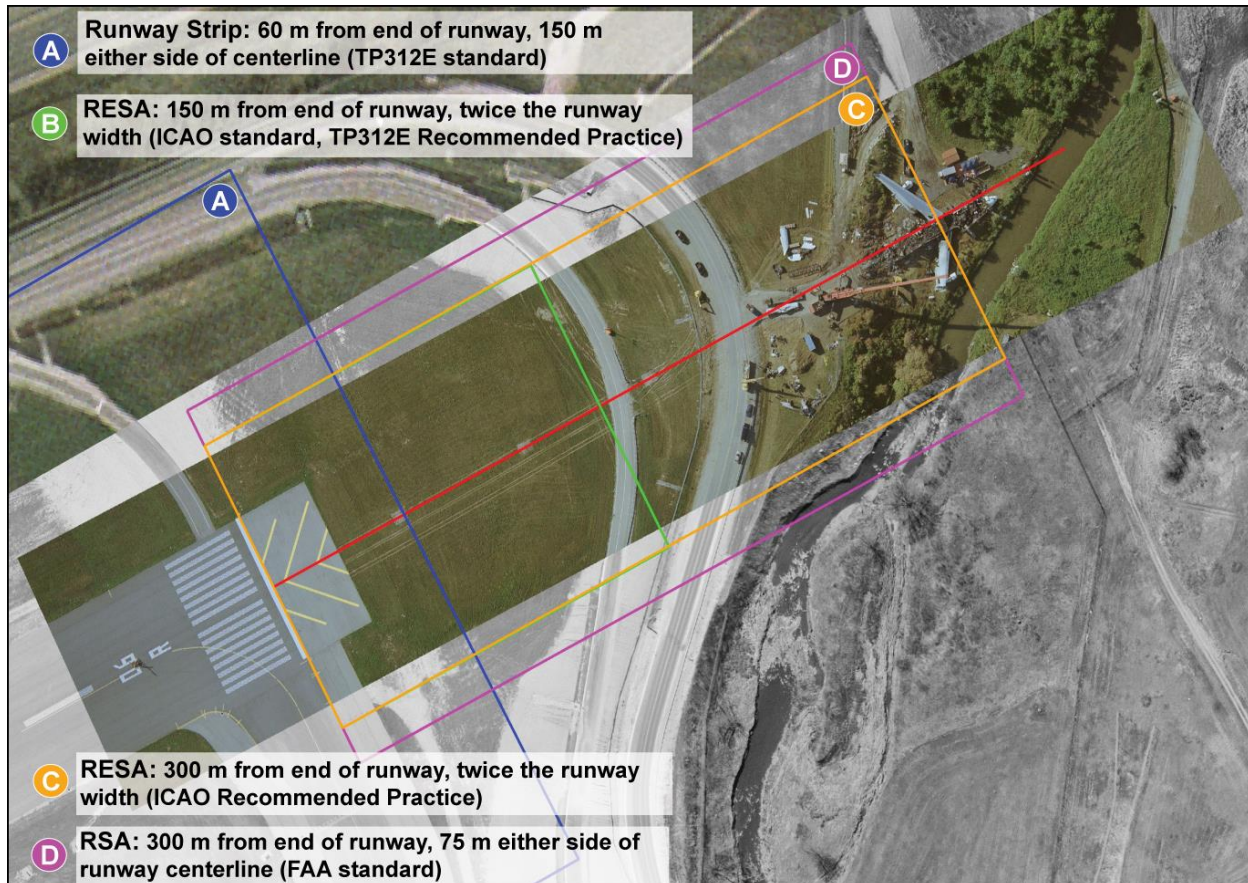 A
Runway Strip: 60 m from end of runway, 150 m
either side of centerline (TP312E standard)
B
RESA: 150 m from end of runway, twice the runway
width (ICAO standard, TP312E Recommended Practice)
D
C
A
C
RESA: 300 m from end of runway, twice the runway
width (ICAO Recommended Practice)
D
RSA: 300 m from end of runway, 75 m either side of
runway centerline (FAA standard)